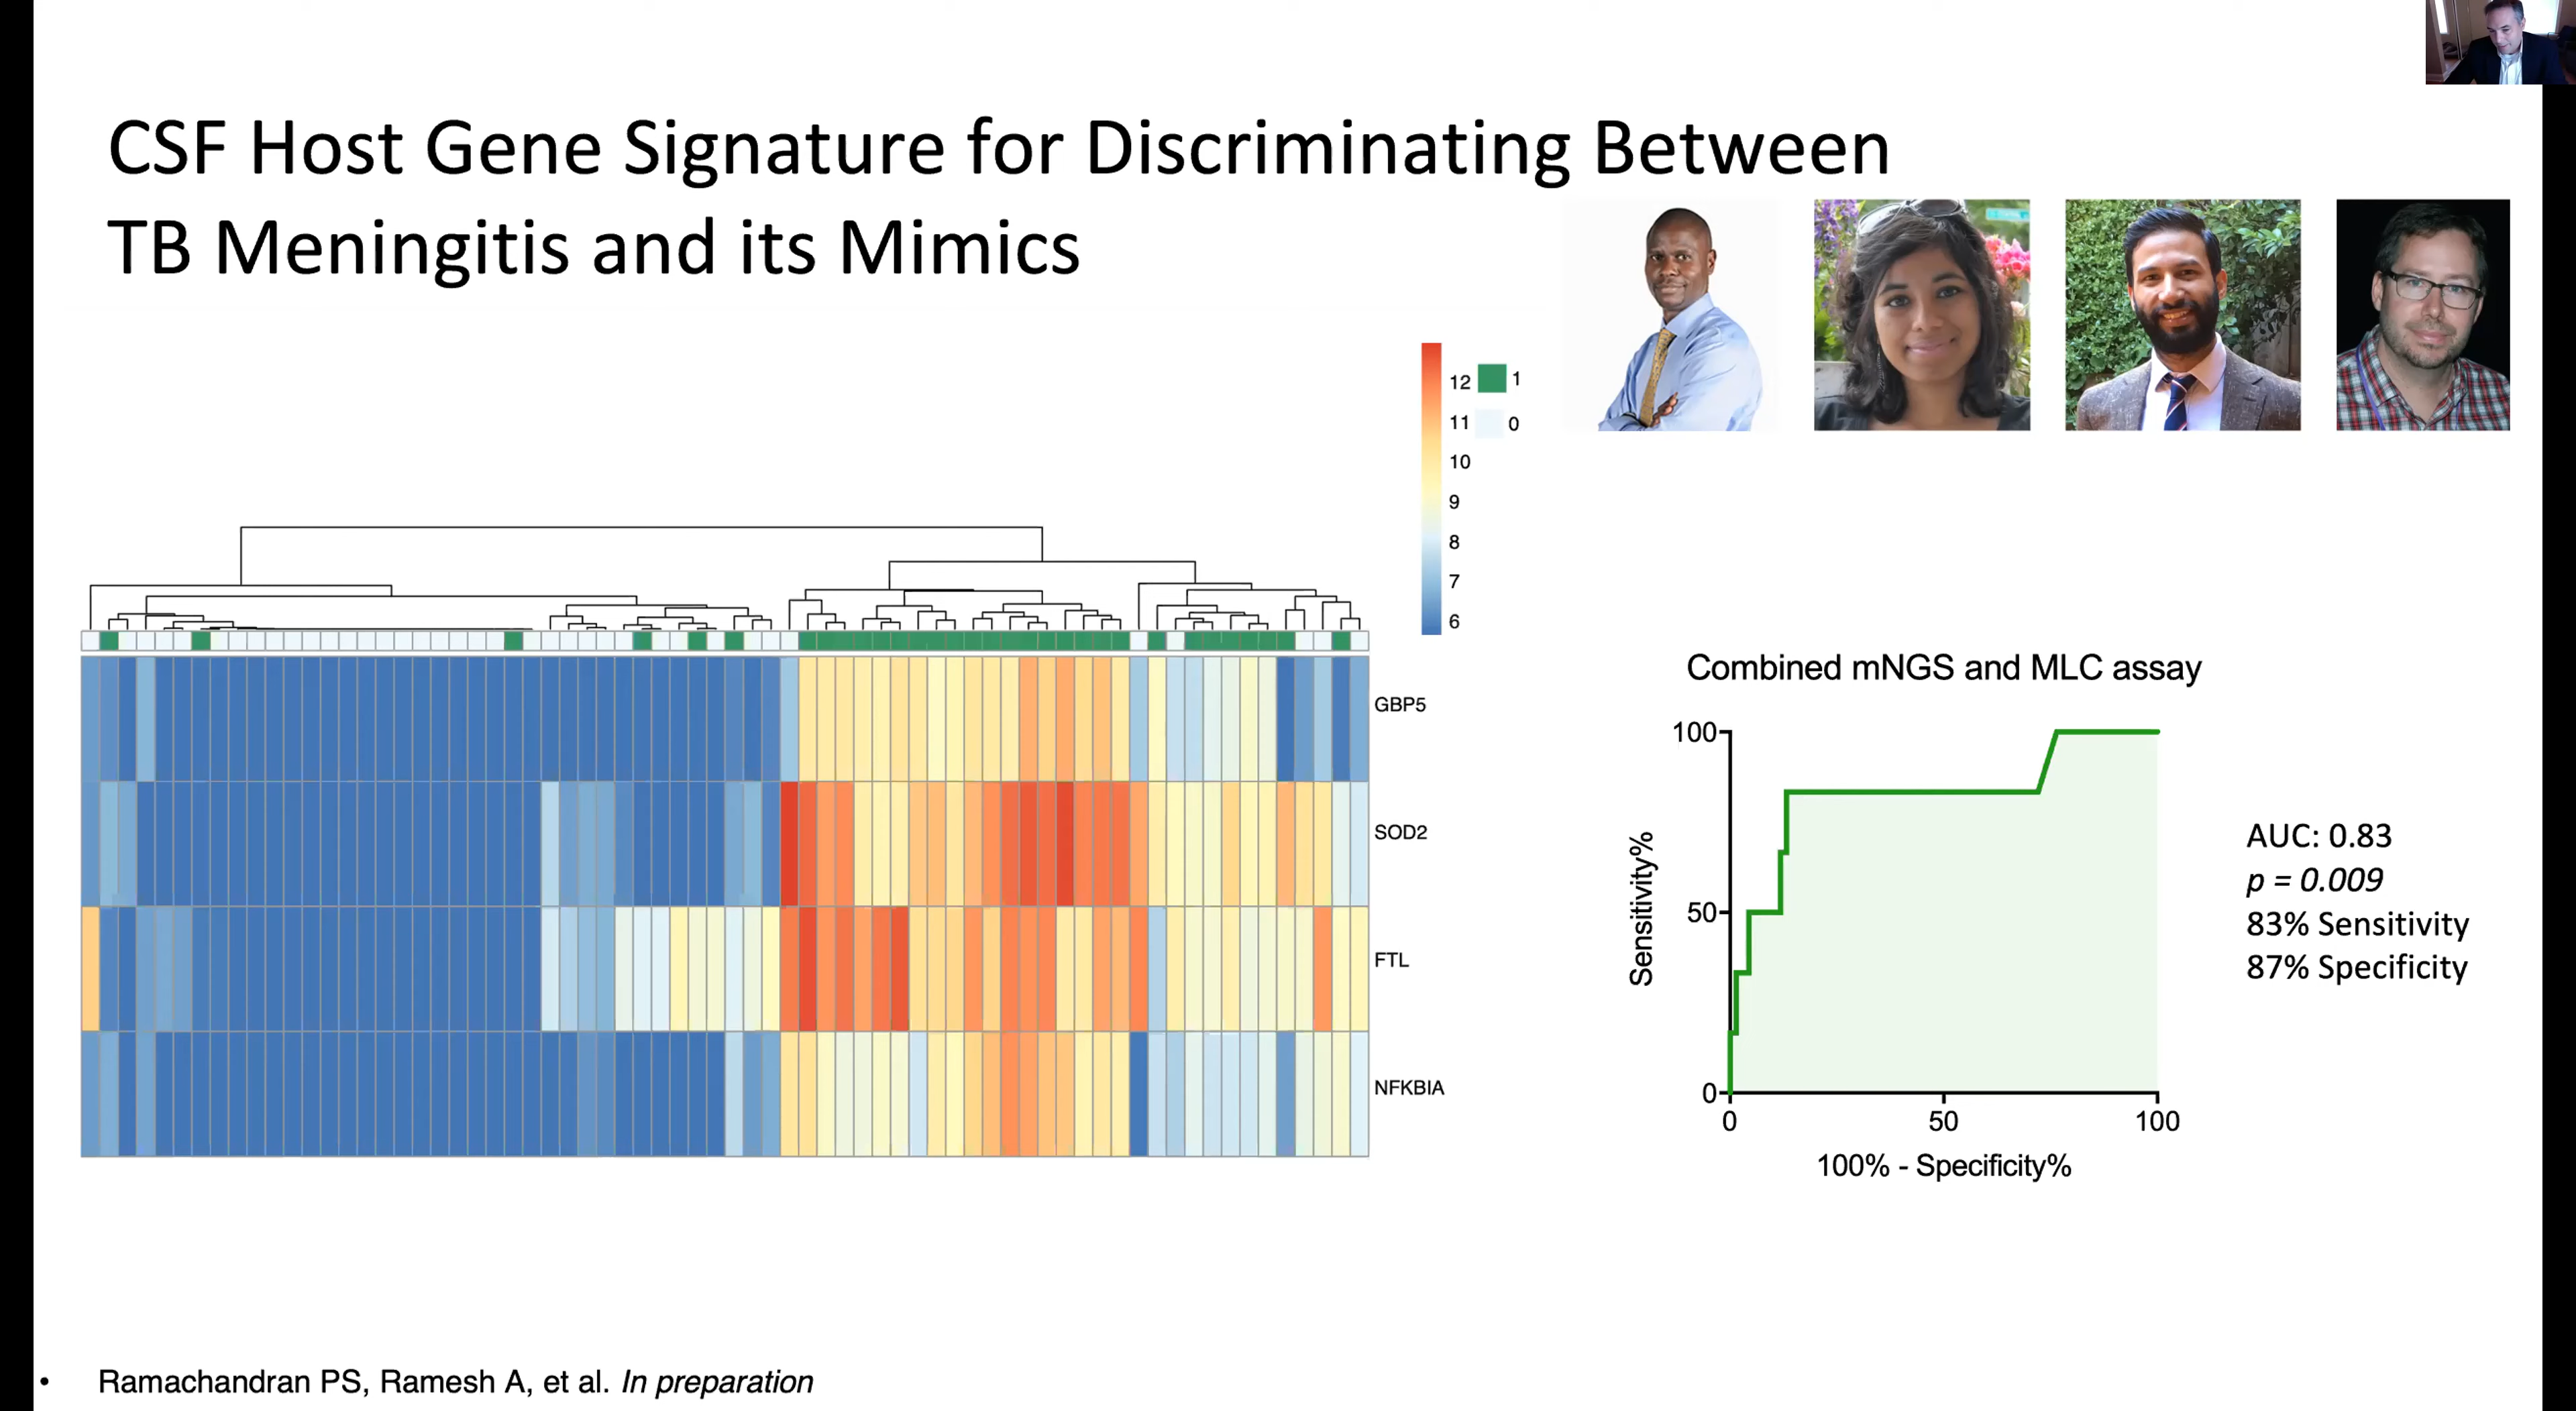 CSF Host Gene Signature for Discriminating Between
TB Meningitis and its Mimics
12
11
10
9
8
7
6
1
0
GBP5
SOD2
FTL
NFKBIA
Combined mNGS and MLC assay
100
50
0
Sensitivity%
0 50 100
100% - Specificity%
AUC: 0.83
p = 0.009
83% Sensitivity
87% Specificity
• Ramachandran PS, Ramesh A, et al. In preparation